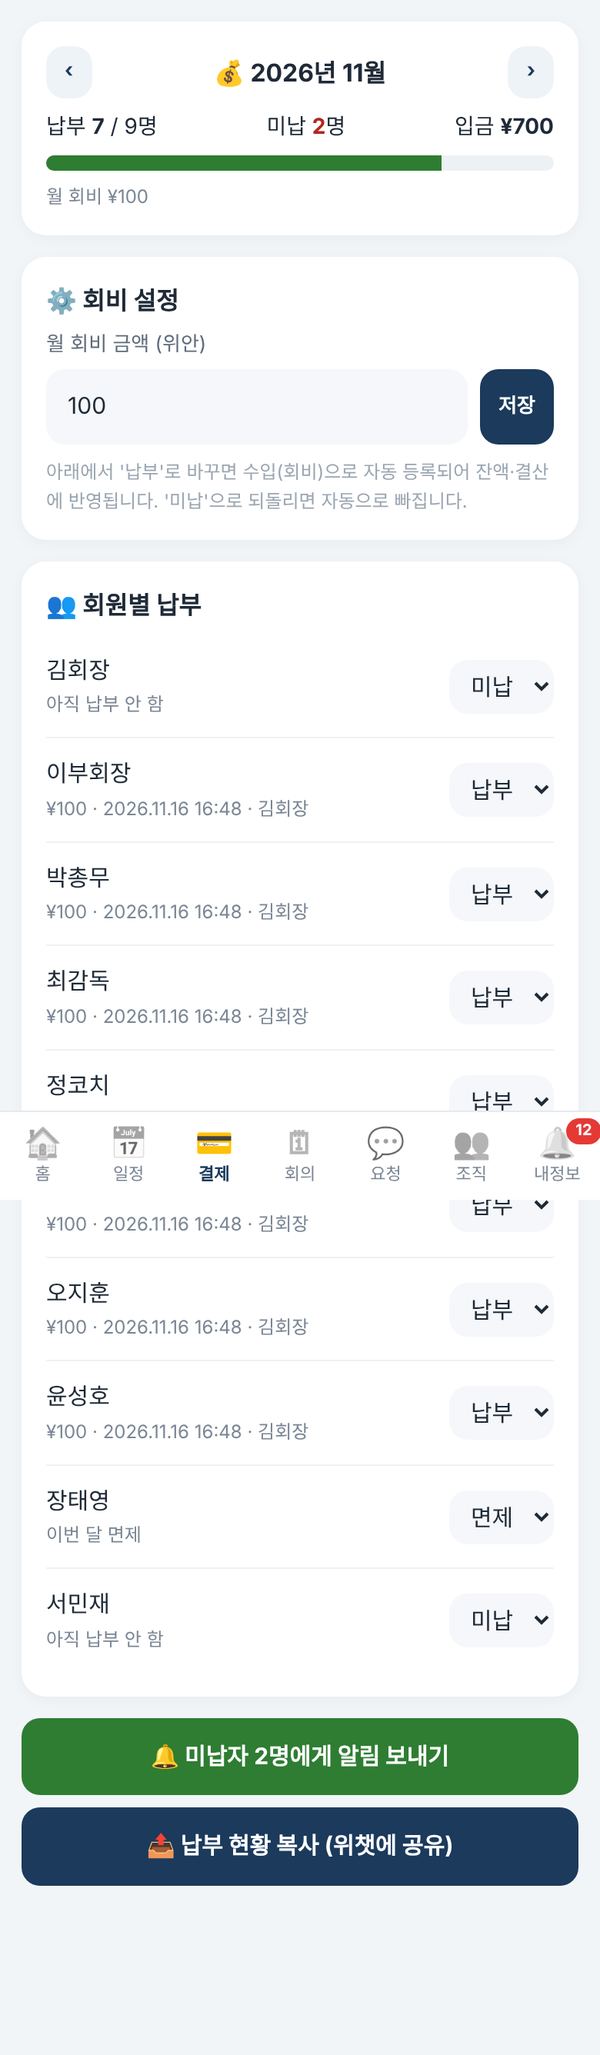 ‹ 💰 2026년 11월 ›
납부 7 / 9명 미납 2명 입금 ¥700
월 회비 ¥100
⚙️ 회비 설정
월 회비 금액 (위안)
100 저장
아래에서 '납부'로 바꾸면 수입(회비)으로 자동 등록되어 잔액·결산
에 반영됩니다. '미납'으로 되돌리면 자동으로 빠집니다.
👥 회원별 납부
김회장
미납
아직 납부 안 함
이부회장
납부
¥100 · 2026.11.16 16:48 · 김회장
박총무
납부
¥100 · 2026.11.16 16:48 · 김회장
최감독
납부
¥100 · 2026.11.16 16:48 · 김회장
정코치
납부
July 17 12
홈 일정 결제 회의 요청 조직 내정보
납부
¥100 · 2026.11.16 16:48 · 김회장
오지훈
납부
¥100 · 2026.11.16 16:48 · 김회장
윤성호
납부
¥100 · 2026.11.16 16:48 · 김회장
장태영
면제
이번 달 면제
서민재
미납
아직 납부 안 함
🔔 미납자 2명에게 알림 보내기
📤 납부 현황 복사 (위챗에 공유)